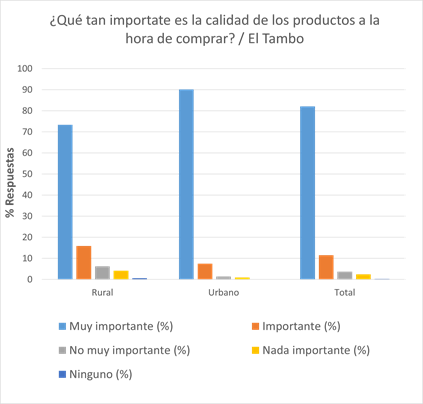 ¿Qué tan importate es la calidad de los productos a la
hora de comprar? / El Tambo
100
90
80
70
60
50
40
30
20
10
0
% Respuestas
Rural
Urbano
Total
Muy importante (%)
Importante (%)
No muy importante (%)
Nada importante (%)
Ninguno (%)